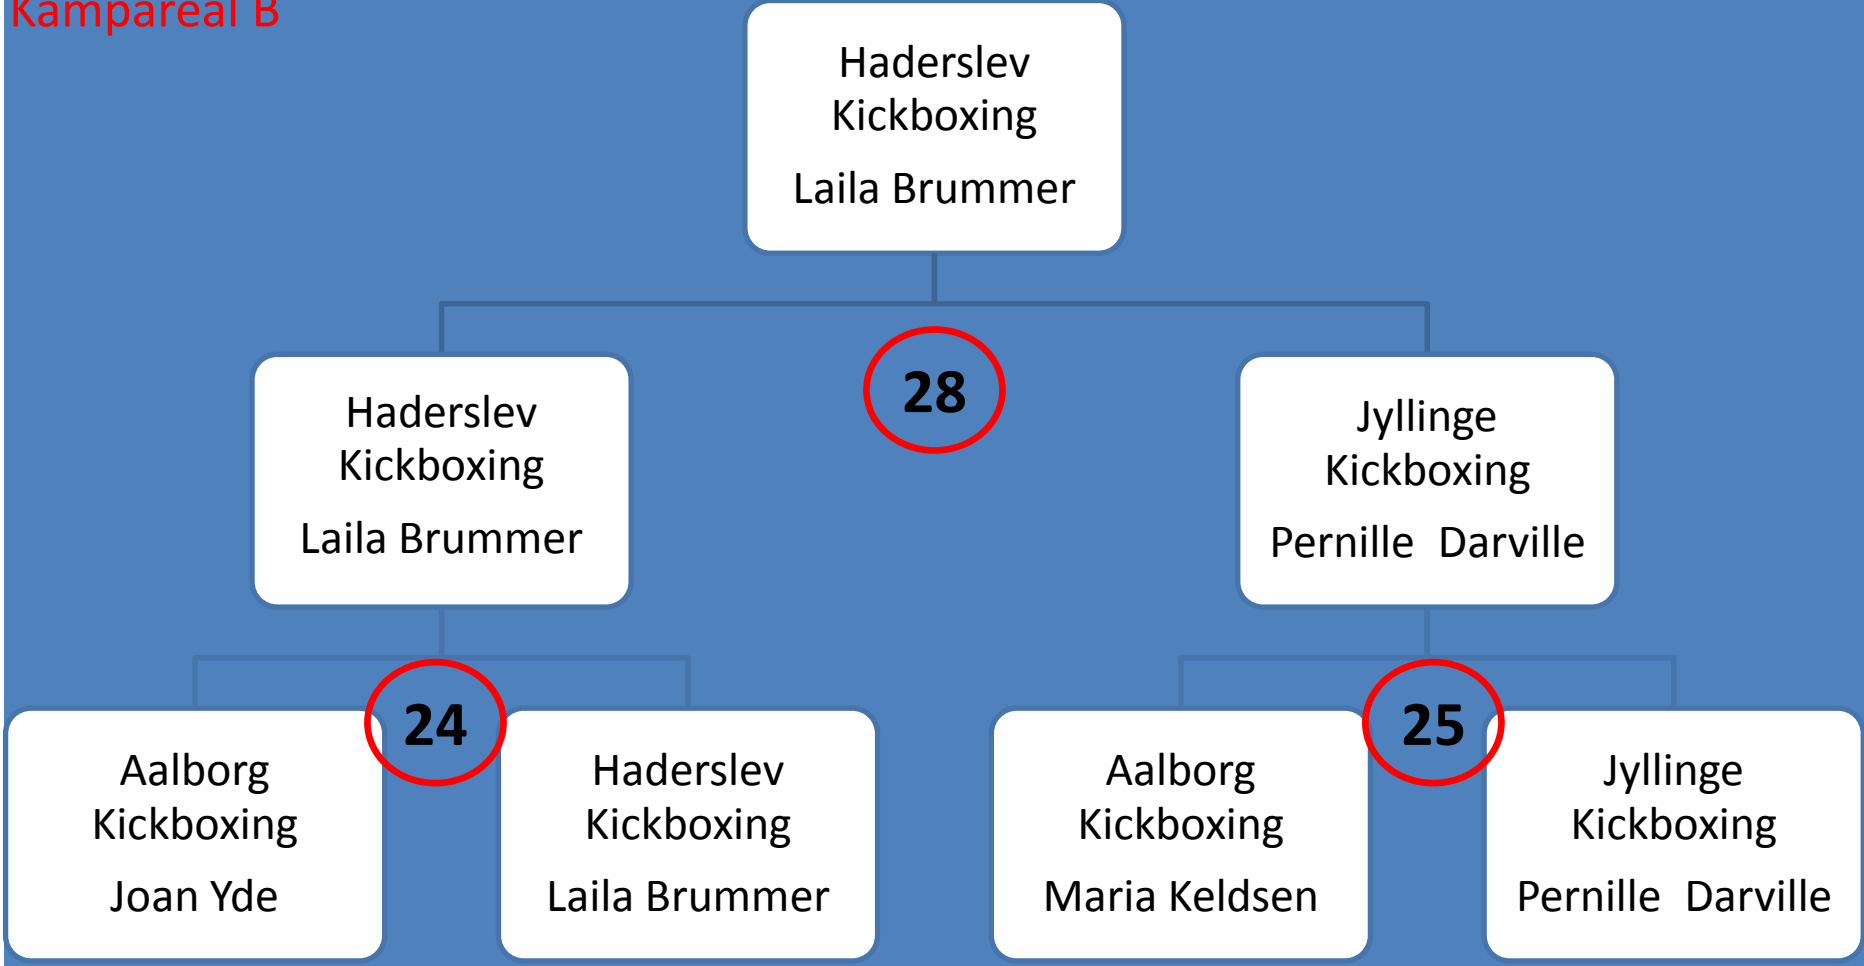 Kampareal B
Haderslev
Kickboxing
Laila Brummer
28
Haderslev
Kickboxing
Laila Brummer
Jyllinge
Kickboxing
Pernille  Darville
24
25
Aalborg
Kickboxing
Joan Yde
Haderslev
Kickboxing
Laila Brummer
Aalborg
Kickboxing
Maria Keldsen
Jyllinge
Kickboxing
Pernille  Darville